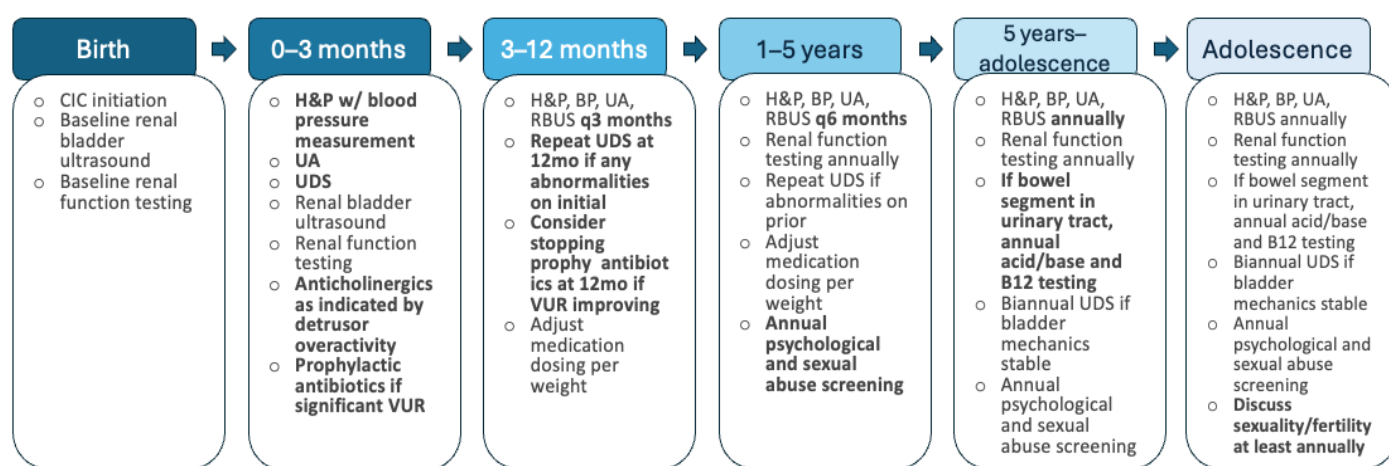 Birth
○ CIC initiation
○ Baseline renal
bladder
ultrasound
○ Baseline renal
function testing
0–3 months
○ H&P w/ blood
pressure
measurement
○ UA
○ UDS
○ Renal bladder
ultrasound
○ Renal function
testing
○ Anticholinergics
as indicated by
detrusor
overactivity
○ Prophylactic
antibiotics if
significant VUR
3–12 months
○ H&P, BP, UA,
RBUS q3 months
○ Repeat UDS at
12mo if any
abnormalities
on initial
○ Consider
stopping
prophy antibiot
ics at 12mo if
VUR improving
○ Adjust
medication
dosing per
weight
1–5 years
○ H&P, BP, UA,
RBUS q6 months
○ Renal function
testing annually
○ Repeat UDS if
abnormalities on
prior
○ Adjust
medication
dosing per
weight
○ Annual
psychological
and sexual
abuse screening
5 years–
adolescence
○ H&P, BP, UA,
RBUS annually
○ Renal function
testing annually
○ If bowel
segment in
urinary tract,
annual
acid/base and
B12 testing
○ Biannual UDS if
bladder
mechanics
stable
○ Annual
psychological
and sexual
abuse screening
Adolescence
○ H&P, BP, UA,
RBUS annually
○ Renal function
testing annually
○ If bowel segment
in urinary tract,
annual acid/base
and B12 testing
○ Biannual UDS if
bladder
mechanics stable
○ Annual
psychological and
sexual abuse
screening
○ Discuss
sexuality/fertility
at least annually